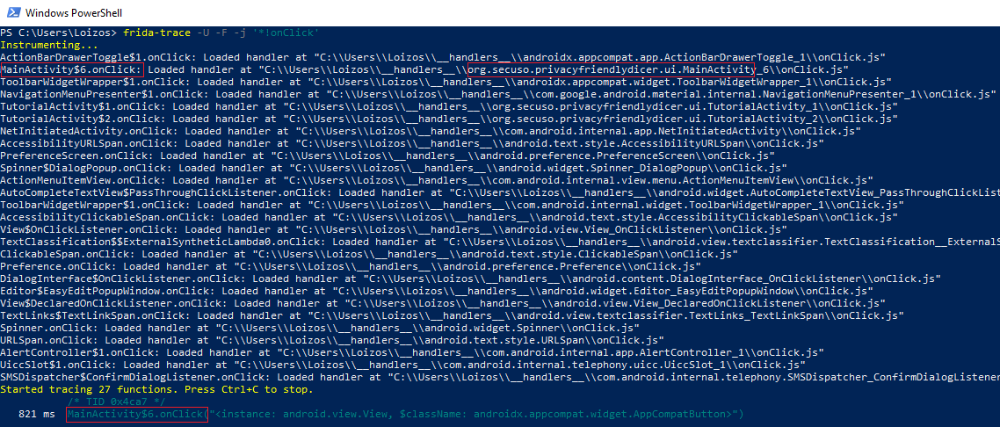 Windows PowerShell
PS C:\Users\Loizos> frida-trace -U -F -j '*!onClick'
Instrumenting...
ActionBarDrawerToggle$1.onClick: Loaded handler at "C:\\Users\\Loizos\\__handlers__\\androidx.appcompat.app.ActionBarDrawerToggle_1\\onClick.js"
MainActivity$6.onClick: Loaded handler at "C:\\Users\\Loizos\\__handlers__\\org.secuso.privacyfriendlydicer.ui.MainActivity_6\\onClick.js"
ToolbarWidgetWrapper$1.onClick: Loaded handler at "C:\\Users\\Loizos\\__handlers__\\androidx.appcompat.widget.ToolbarWidgetWrapper_1\\onClick.js"
NavigationMenuPresenter$1.onClick: Loaded handler at "C:\\Users\\Loizos\\__handlers__\\com.google.android.material.internal.NavigationMenuPresenter_1\\onClick.js"
TutorialActivity$1.onClick: Loaded handler at "C:\\Users\\Loizos\\__handlers__\\org.secuso.privacyfriendlydicer.ui.TutorialActivity_1\\onClick.js"
TutorialActivity$2.onClick: Loaded handler at "C:\\Users\\Loizos\\__handlers__\\org.secuso.privacyfriendlydicer.ui.TutorialActivity_2\\onClick.js"
NetInitiatedActivity.onClick: Loaded handler at "C:\\Users\\Loizos\\__handlers__\\com.android.internal.app.NetInitiatedActivity\\onClick.js"
AccessibilityURLSpan.onClick: Loaded handler at "C:\\Users\\Loizos\\__handlers__\\android.text.style.AccessibilityURLSpan\\onClick.js"
PreferenceScreen.onClick: Loaded handler at "C:\\Users\\Loizos\\__handlers__\\android.preference.PreferenceScreen\\onClick.js"
Spinner$DialogPopup.onClick: Loaded handler at "C:\\Users\\Loizos\\__handlers__\\android.widget.Spinner_DialogPopup\\onClick.js"
ActionMenuItemView.onClick: Loaded handler at "C:\\Users\\Loizos\\__handlers__\\com.android.internal.view.menu.ActionMenuItemView\\onClick.js"
AutoCompleteTextView$PassThroughClickListener.onClick: Loaded handler at "C:\\Users\\Loizos\\__handlers__\\android.widget.AutoCompleteTextView_PassThroughClickList
ToolbarWidgetWrapper$1.onClick: Loaded handler at "C:\\Users\\Loizos\\__handlers__\\com.android.internal.widget.ToolbarWidgetWrapper_1\\onClick.js"
AccessibilityClickableSpan.onClick: Loaded handler at "C:\\Users\\Loizos\\__handlers__\\android.text.style.AccessibilityClickableSpan\\onClick.js"
View$OnClickListener.onClick: Loaded handler at "C:\\Users\\Loizos\\__handlers__\\android.view.View_OnClickListener\\onClick.js"
TextClassification$$ExternalSyntheticLambda0.onClick: Loaded handler at "C:\\Users\\Loizos\\__handlers__\\android.view.textclassifier.TextClassification__ExternalS
ClickableSpan.onClick: Loaded handler at "C:\\Users\\Loizos\\__handlers__\\android.text.style.ClickableSpan\\onClick.js"
Preference.onClick: Loaded handler at "C:\\Users\\Loizos\\__handlers__\\android.preference.Preference\\onClick.js"
DialogInterface$OnClickListener.onClick: Loaded handler at "C:\\Users\\Loizos\\__handlers__\\android.content.DialogInterface_OnClickListener\\onClick.js"
Editor$EasyEditPopupWindow.onClick: Loaded handler at "C:\\Users\\Loizos\\__handlers__\\android.widget.Editor_EasyEditPopupWindow\\onClick.js"
View$DeclaredOnClickListener.onClick: Loaded handler at "C:\\Users\\Loizos\\__handlers__\\android.view.View_DeclaredOnClickListener\\onClick.js"
TextLinks$TextLinkSpan.onClick: Loaded handler at "C:\\Users\\Loizos\\__handlers__\\android.view.textclassifier.TextLinks_TextLinkSpan\\onClick.js"
Spinner.onClick: Loaded handler at "C:\\Users\\Loizos\\__handlers__\\android.widget.Spinner\\onClick.js"
URLSpan.onClick: Loaded handler at "C:\\Users\\Loizos\\__handlers__\\android.text.style.URLSpan\\onClick.js"
AlertController$1.onClick: Loaded handler at "C:\\Users\\Loizos\\__handlers__\\com.android.internal.app.AlertController_1\\onClick.js"
UiccSlot$1.onClick: Loaded handler at "C:\\Users\\Loizos\\__handlers__\\com.android.internal.telephony.uicc.UiccSlot_1\\onClick.js"
SMSDispatcher$ConfirmDialogListener.onClick: Loaded handler at "C:\\Users\\Loizos\\__handlers__\\com.android.internal.telephony.SMSDispatcher_ConfirmDialogListener
Started tracing 27 functions. Press Ctrl+C to stop.
/* TID 0x4ca7 */
821 ms MainActivity$6.onClick("<instance: android.view.View, $className: androidx.appcompat.widget.AppCompatButton>")